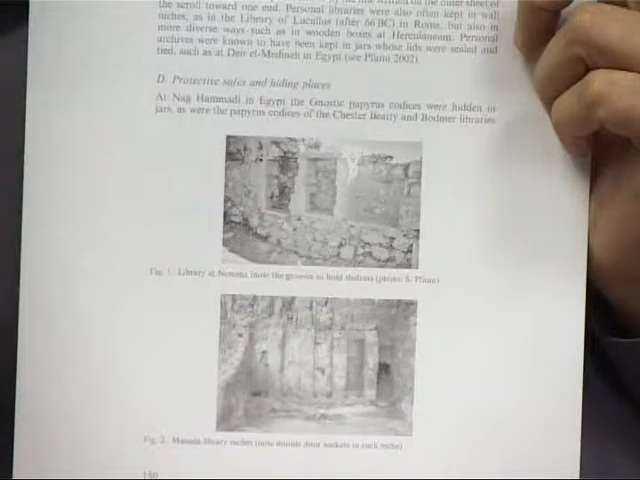 the scroll toward one end. Personal libraries were also often kept in wall
niches, as in the Library of Lucullus (after 66 BC) in Rome, but also in
more diverse ways such as in wooden boxes at Herculaneum. Personal
archives were known to have been kept in jars whose lids were sealed and
tied, such as at Deir el-Medineh in Egypt (see Pfann 2002).
D. Protective safes and hiding places
At Nag Hammadi in Egypt the Gnostic papyrus codices were hidden in
jars, as were the papyrus codices of the Chester Beatty and Bodmer libraries
Fig. 1. Library at (note the grooves to hold shelves) (photo: S. Pfann)
Fig. 2. Masada library niches (note door sockets in each niche)
150